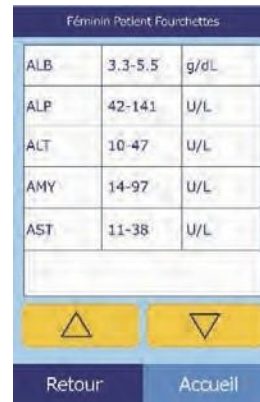 Féminin Patient Fourchettes
ALB 3.3-5.5 g/dL
ALP 42-141 U/L
ALT 10-47 U/L
AMY 14-97 U/L
AST 11-38 U/L
Retour Accueil